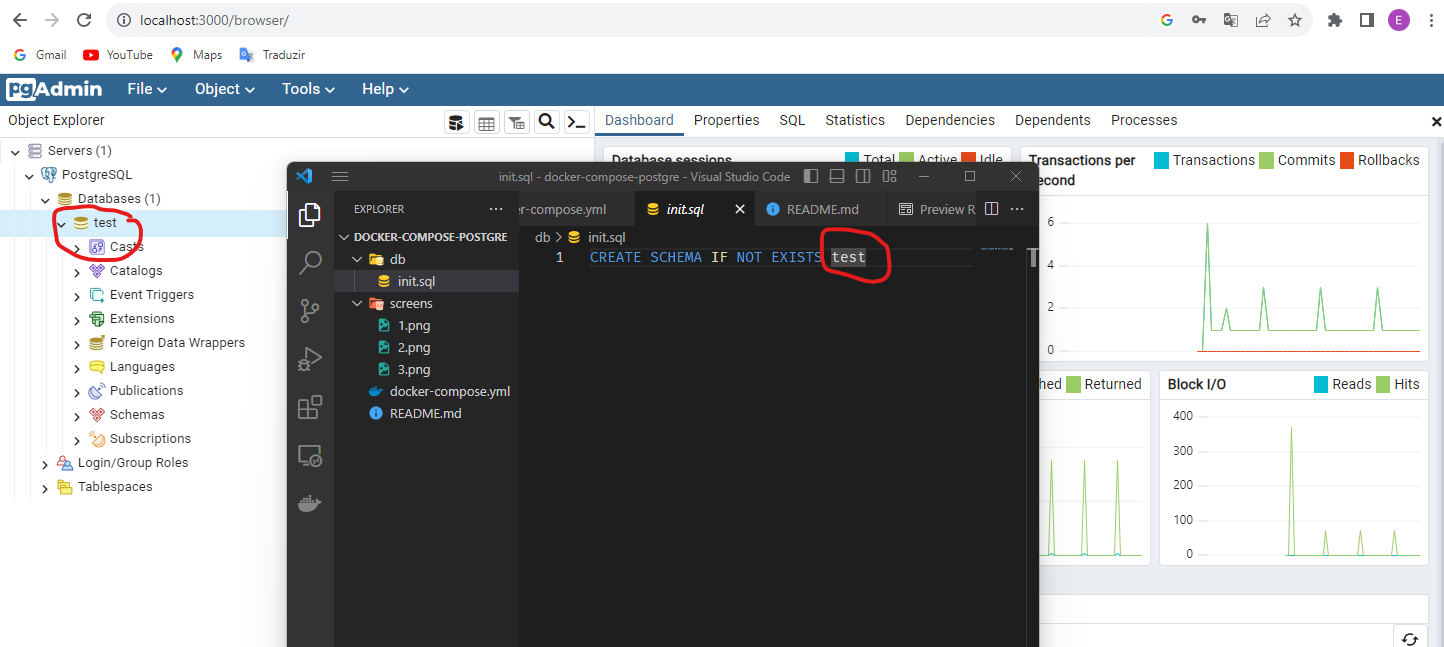 localhost:3000/browser/
E
Gmail YouTube Maps Traduzir
pgAdmin File Object Tools Help
Object Explorer
Dashboard Properties SQL Statistics Dependencies Dependents Processes
Servers (1)
PostgreSQL
Databases (1)
test
Casts
Catalogs
Event Triggers
Extensions
Foreign Data Wrappers
Languages
Publications
Schemas
Subscriptions
Login/Group Roles
Tablespaces
Database sessions Total Active Idle
Transactions per second Transactions Commits Rollbacks
6
4
2
0
init.sql - docker-compose-postgre - Visual Studio Code
EXPLORER
er-compose.yml init.sql README.md Preview R
DOCKER-COMPOSE-POSTGRE
db
init.sql
screens
1.png
2.png
3.png
docker-compose.yml
README.md
db > init.sql
1 CREATE SCHEMA IF NOT EXISTS test
hed Returned
Block I/O Reads Hits
400
300
200
100
0